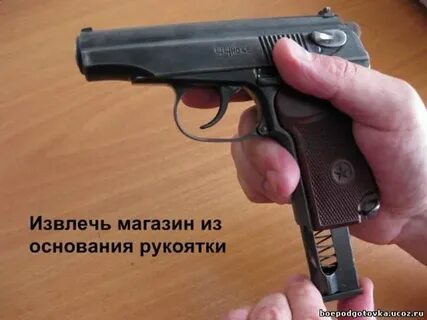 Извлечь магазин из
основания рукоятки
boepodgotovka.ucoz.ru